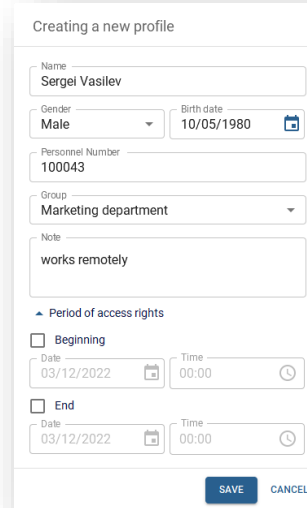 Creating a new profile
Name
Sergei Vasilev
Gender
Male
Birth date
10/05/1980
Personnel Number
100043
Group
Marketing department
Note
works remotely
Period of access rights
Beginning
Date
03/12/2022
Time
00:00
End
Date
03/12/2022
Time
00:00
SAVE
CANCEL